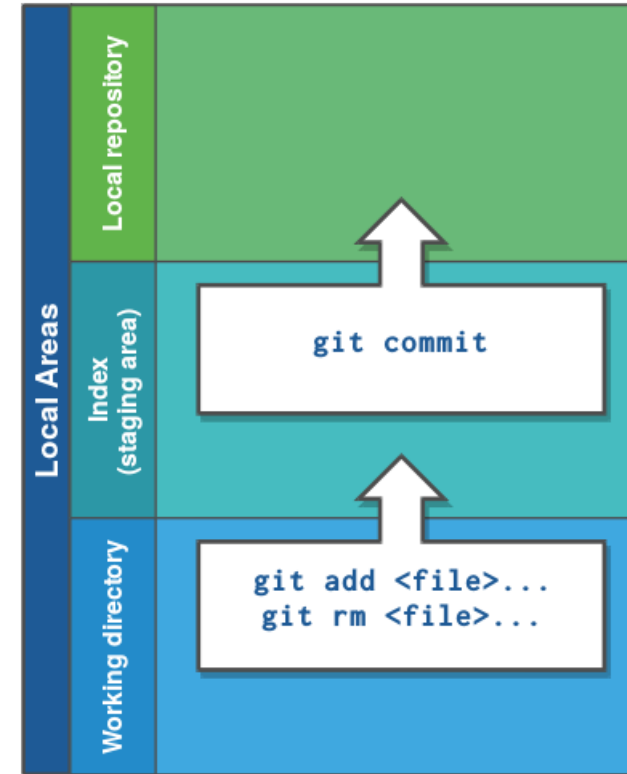 Local Areas
Local repository
git commit
Index
(staging area)
git add <file>...
git rm <file>...
Working directory